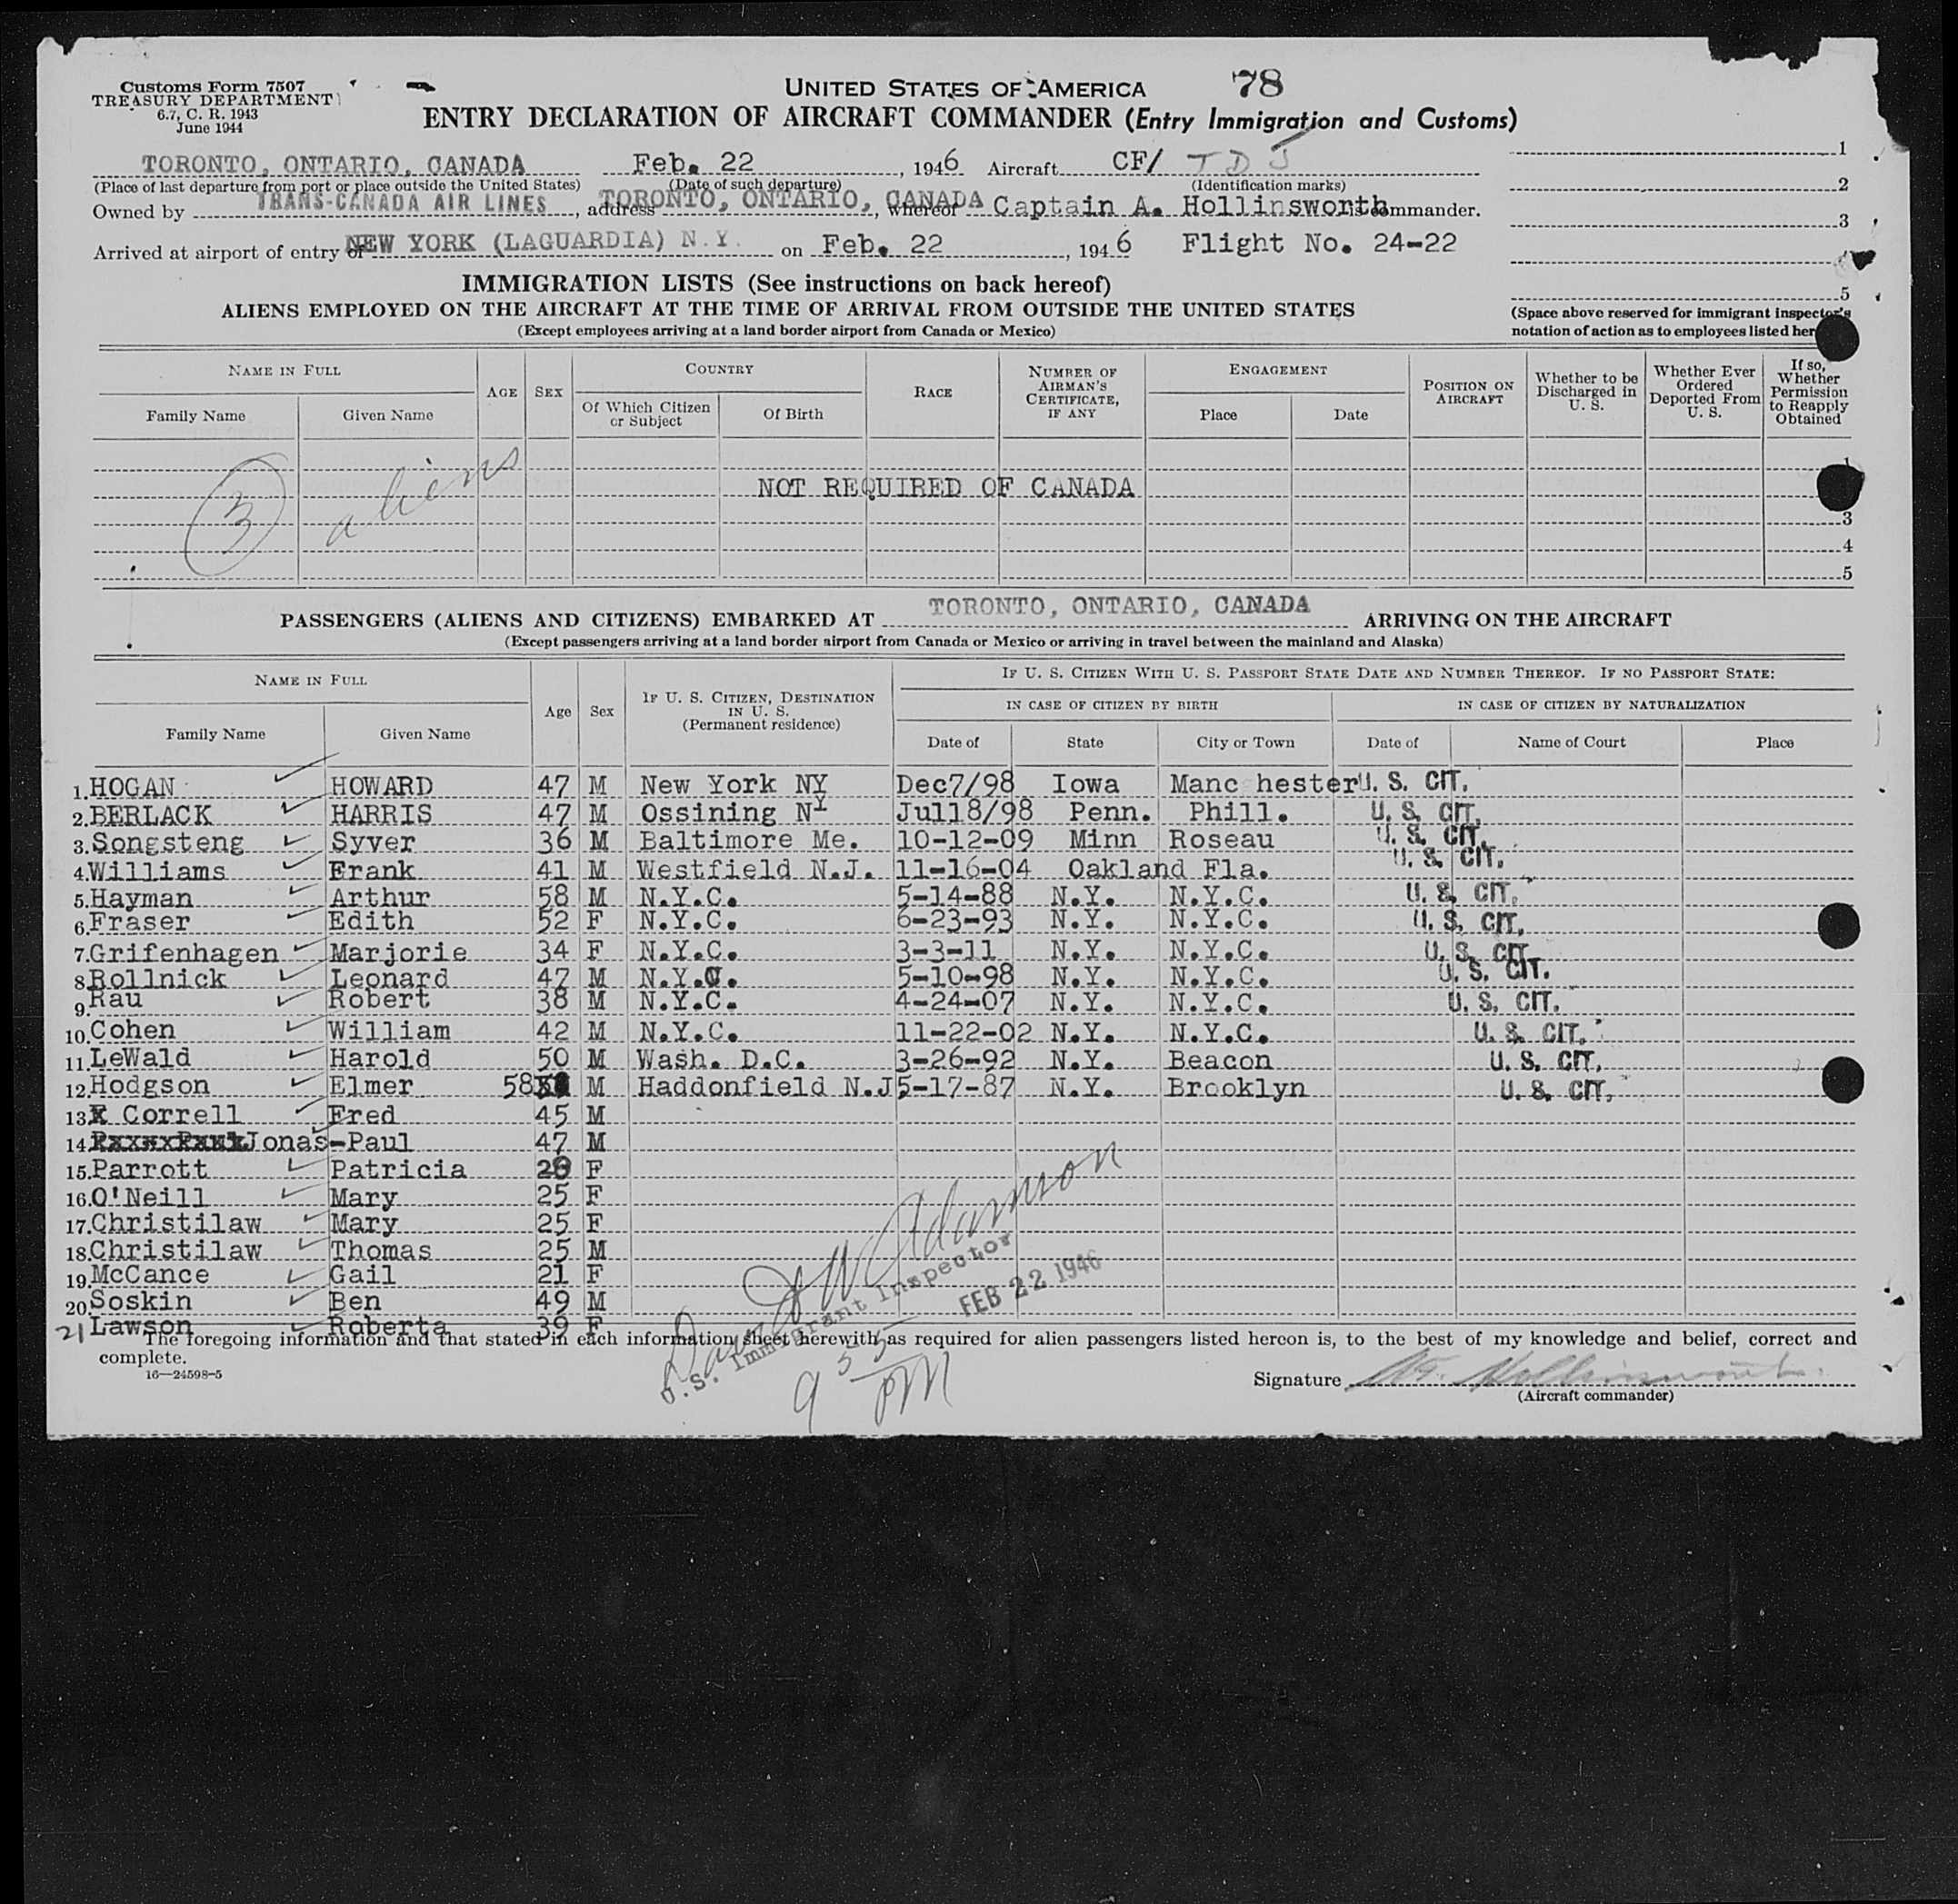 Customs Form 7507
TREASURY DEPARTMENT
6.7, C. R. 1943
June 1944
UNITED STATES OF AMERICA 78
ENTRY DECLARATION OF AIRCRAFT COMMANDER (Entry Immigration and Customs)
TORONTO, ONTARIO, CANADA Feb. 22, 1946 Aircraft CF/ T D J
(Place of last departure from port or place outside the United States) (Date of such departure) (Identification marks)
Owned by TRANS-CANADA AIR LINES, address TORONTO, ONTARIO, CANADA, whereof Captain A. Hollinsworth is commander.
Arrived at airport of entry of NEW YORK (LAGUARDIA) N.Y. on Feb. 22, 1946 Flight No. 24-22
1
2
3
4
5
IMMIGRATION LISTS (See instructions on back hereof)
ALIENS EMPLOYED ON THE AIRCRAFT AT THE TIME OF ARRIVAL FROM OUTSIDE THE UNITED STATES
(Except employees arriving at a land border airport from Canada or Mexico)
(Space above reserved for immigrant inspector's
notation of action as to employees listed
NAME IN FULL
Family Name Given Name
AGE SEX
COUNTRY
Of Which Citizen or Subject Of Birth
RACE
NUMBER OF AIRMAN'S CERTIFICATE, IF ANY
ENGAGEMENT
Place Date
POSITION ON AIRCRAFT
Whether to be Discharged in U. S.
Whether Ever Ordered Deported From U. S.
If so, Whether Permission to Reapply Obtained
1
NOT REQUIRED OF CANADA
3 aliens
3
4
5
PASSENGERS (ALIENS AND CITIZENS) EMBARKED AT TORONTO, ONTARIO, CANADA ARRIVING ON THE AIRCRAFT
(Except passengers arriving at a land border airport from Canada or Mexico or arriving in travel between the mainland and Alaska)
NAME IN FULL
Family Name Given Name
Age Sex
IF U. S. CITIZEN, DESTINATION IN U. S. (Permanent residence)
IF U. S. CITIZEN WITH U. S. PASSPORT STATE DATE AND NUMBER THEREOF. IF NO PASSPORT STATE:
IN CASE OF CITIZEN BY BIRTH IN CASE OF CITIZEN BY NATURALIZATION
Date of State City or Town Date of Name of Court Place
1. HOGAN HOWARD 47 M New York NY Dec7/98 Iowa Manc hester U. S. CIT.
2. BERLACK HARRIS 47 M Ossining NY Jul18/98 Penn. Phill. U. S. CIT.
3. Songsteng Syver 36 M Baltimore Me. 10-12-09 Minn Roseau U. S. CIT.
4. Williams Frank 41 M Westfield N.J. 11-16-04 Oakland Fla. U. S. CIT.
5. Hayman Arthur 58 M N.Y.C. 5-14-88 N.Y. N.Y.C. U. S. CIT.
6. Fraser Edith 52 F N.Y.C. 6-23-93 N.Y. N.Y.C. U. S. CIT.
7. Grifenhagen Marjorie 34 F N.Y.C. 3-3-11 N.Y. N.Y.C. U. S. CIT.
8. Rollnick Leonard 47 M N.Y.C. 5-10-98 N.Y. N.Y.C. U. S. CIT.
9. Rau Robert 38 M N.Y.C. 4-24-07 N.Y. N.Y.C. U. S. CIT.
10. Cohen William 42 M N.Y.C. 11-22-02 N.Y. N.Y.C. U. S. CIT.
11. LeWald Harold 50 M Wash. D.C. 3-26-92 N.Y. Beacon U. S. CIT.
12. Hodgson Elmer 58 M Haddonfield N.J 5-17-87 N.Y. Brooklyn U. S. CIT.
13. Correll Fred 45 M
14. Jonas-Paul 47 M
15. Parrott Patricia F
16. O'Neill Mary 25 F
17. Christilaw Mary 25 F
18. Christilaw Thomas 25 M
19. McCance Gail 21 F
20. Soskin Ben 49 M
21 Lawson Roberta 39 F
J W Adamson
U.S. Immigrant Inspector
FEB 22 1946
9 55 PM
The foregoing information and that stated in each information sheet herewith as required for alien passengers listed hereon is, to the best of my knowledge and belief, correct and
complete.
16—24598-5
Signature Hollinsworth
(Aircraft commander)